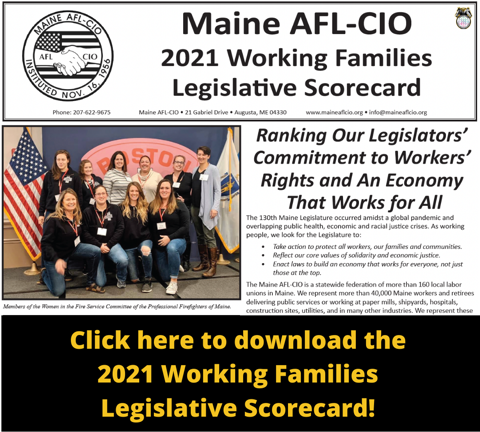 MAINE AFL-CIO
AFL CIO
INSTITUTED NOV. 16, 1956
Maine AFL-CIO
2021 Working Families
Legislative Scorecard
Phone: 207-622-9675 Maine AFL-CIO • 21 Gabriel Drive • Augusta, ME 04330 www.maineaflcio.org • info@maineaflcio.org
BOSTON
Members of the Women in the Fire Service Committee of the Professional Firefighters of Maine.
Ranking Our Legislators'
Commitment to Workers'
Rights and An Economy
That Works for All
The 130th Maine Legislature occurred amidst a global pandemic and
overlapping public health, economic and racial justice crises. As working
people, we look for the Legislature to:
• Take action to protect all workers, our families and communities.
• Reflect our core values of solidarity and economic justice.
• Enact laws to build an economy that works for everyone, not just
those at the top.
The Maine AFL-CIO is a statewide federation of more than 160 local labor
unions in Maine. We represent more than 40,000 Maine workers and retirees
delivering public services or working at paper mills, shipyards, hospitals,
construction sites, utilities, and in many other industries. We represent these
Click here to download the
2021 Working Families
Legislative Scorecard!